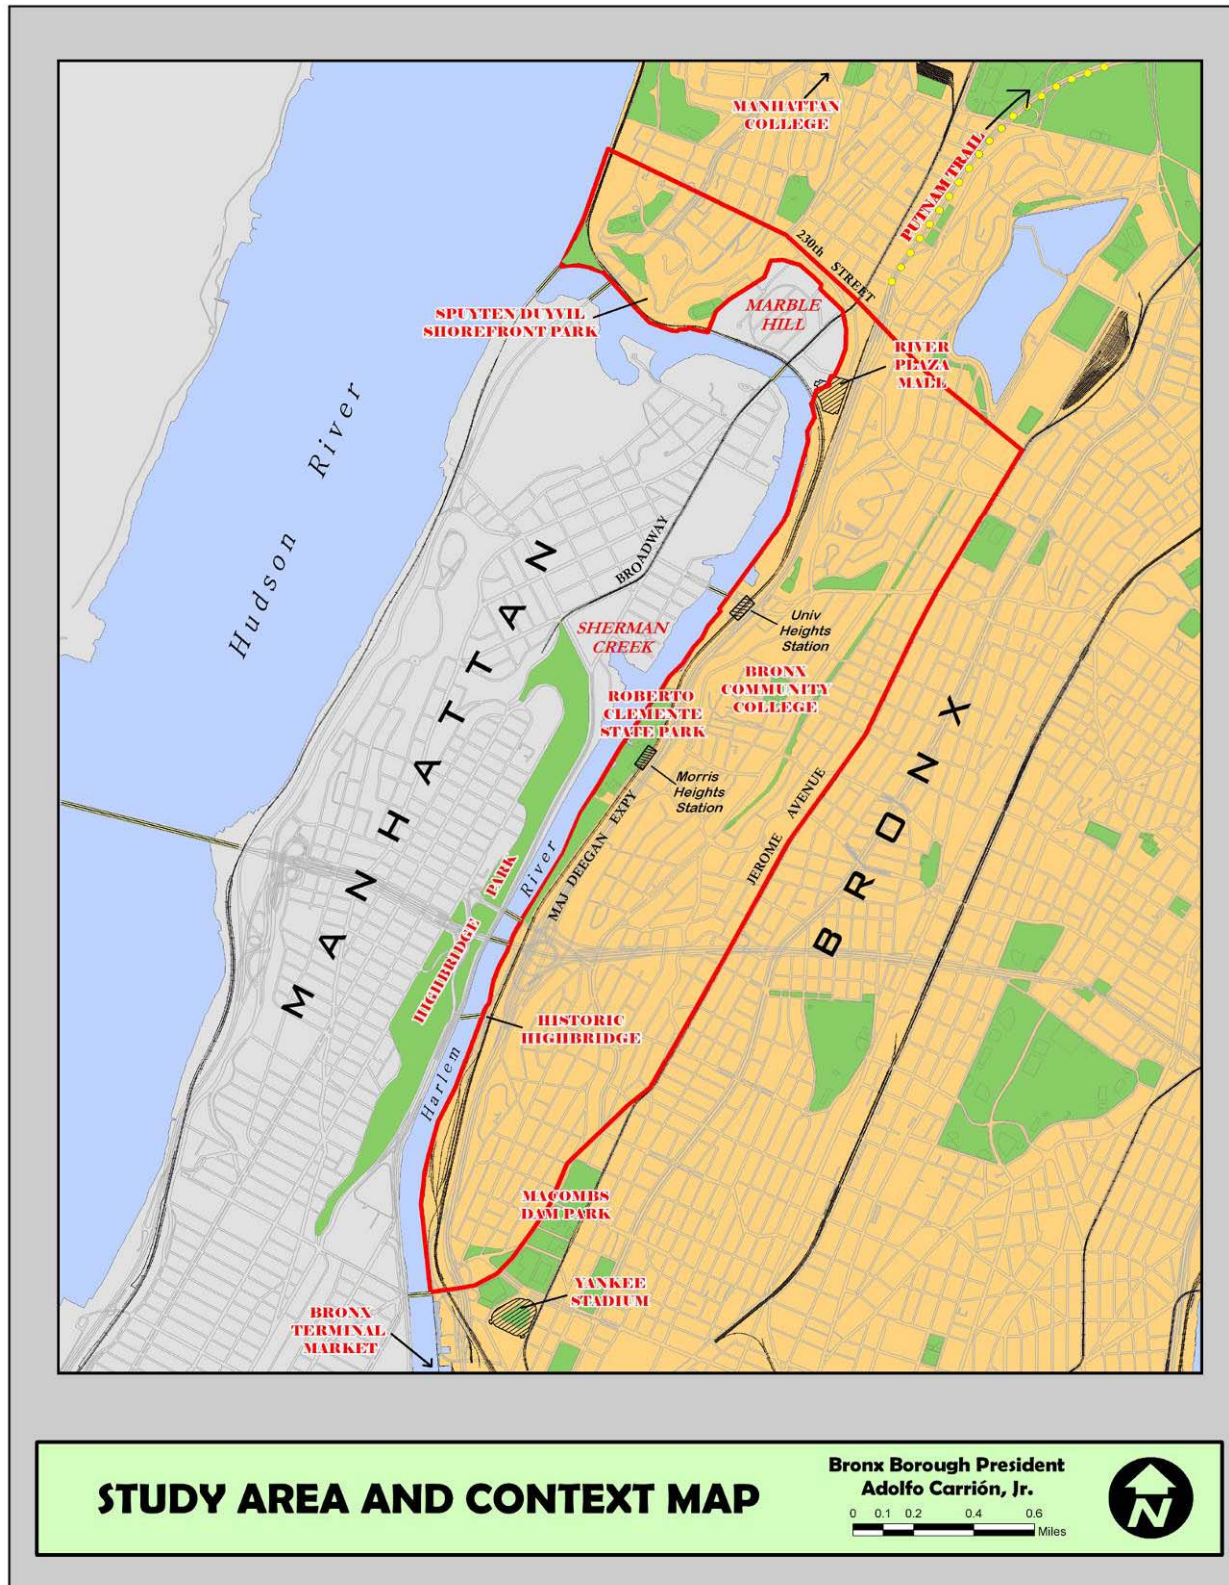 MANHATTAN
COLLEGE
PUTNAM TRAIL
230th STREET
SPUYTEN DUYVIL
SHOREFRONT PARK
MARBLE
HILL
RIVER
PLAZA
MALL
Hudson River
MANHATTAN
BROADWAY
SHERMAN
CREEK
Univ
Heights
Station
BRONX
COMMUNITY
COLLEGE
ROBERTO
CLEMENTE
STATE PARK
Morris
Heights
Station
BRONX
JEROME AVENUE
MAJ DEEGAN EXPY
HIGHBRIDGE PARK
Harlem River
HISTORIC
HIGHBRIDGE
MACOMBS
DAM PARK
YANKEE
STADIUM
BRONX
TERMINAL
MARKET
STUDY AREA AND CONTEXT MAP
Bronx Borough President
Adolfo Carrión, Jr.
0 0.1 0.2 0.4 0.6
Miles
N